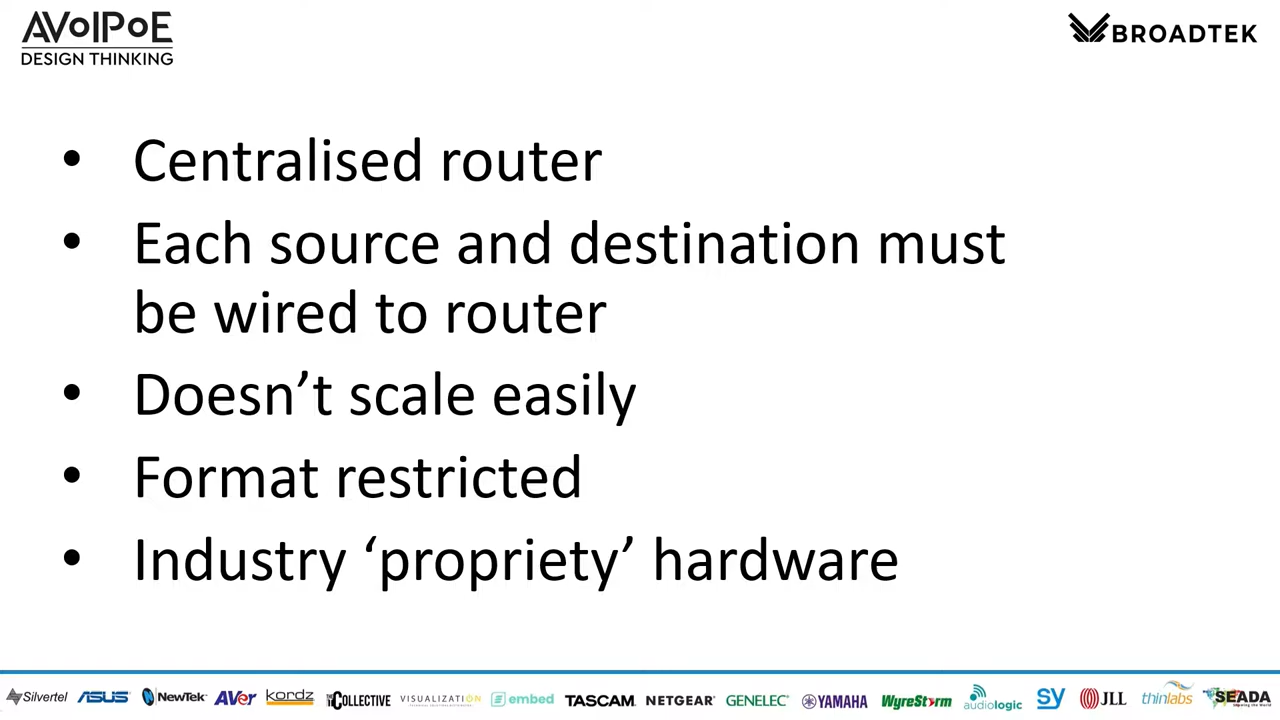 AVoIPoE
DESIGN THINKING
BROADTEK
• Centralised router
• Each source and destination must
be wired to router
• Doesn’t scale easily
• Format restricted
• Industry ‘propriety’ hardware
Silvertel ASUS NewTek AVer kordz THE COLLECTIVE VISUALIZATION embed TASCAM NETGEAR GENELEC YAMAHA WyreStorm audiologic sy JLL thinlabs SEADA